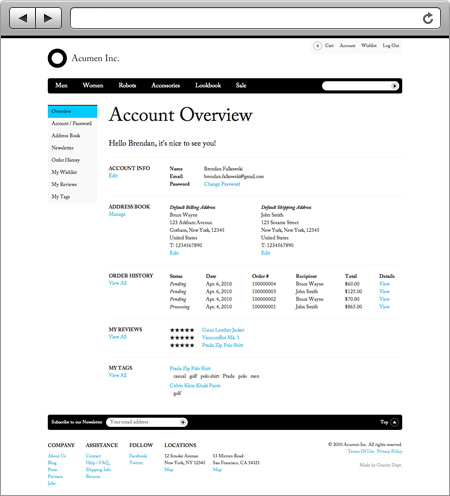 4 Cart Account Wishlist Log Out
Acumen Inc.
Men Women Robots Accessories Lookbook Sale
Overview
Account / Password
Address Book
Newsletter
Order History
My Wishlist
My Reviews
My Tags
Account Overview
Hello Brendan, it's nice to see you!
ACCOUNT INFO
Edit
Name Brendan Falkowski
Email brendan.falkowski@gmail.com
Password Change Password
ADDRESS BOOK
Manage
Default Billing Address
Bruce Wayne
123 Arkham Avenue
Gotham, New York, 12345
United States
T: 1234567890
Edit
Default Shipping Address
John Smith
123 Sesame Street
New York, New York, 12345
United States
T: 1234567890
Edit
ORDER HISTORY
View All
Status Date Order # Recipient Total Details
Pending Apr. 6, 2010 100000004 Bruce Wayne $60.00 View
Pending Apr. 6, 2010 100000003 John Smith $125.00 View
Pending Apr. 4, 2010 100000002 Bruce Wayne $70.00 View
Processing Apr. 4, 2010 100000001 John Smith $865.00 View
MY REVIEWS
View All
★★★★★ Gucci Leather Jacket
★★★★★ VacuumBot Mk. 3
★★★★★ Prada Zip Polo Shirt
MY TAGS
View All
Prada Zip Polo Shirt
casual golf polo shirt Prada polo men
Calvin Klein Khaki Pants
golf
Subscribe to our Newsletter Your email address Top
COMPANY
About Us
Blog
Press
Partners
Jobs
ASSISTANCE
Contact
Help / FAQ
Shipping Info
Returns
FOLLOW
Facebook
Twitter
LOCATIONS
12 Smoke Avenue
New York, NY 12345
Map
13 Mirrors Road
San Francisco, CA 54321
Map
© 2010 Acumen Inc. All rights reserved.
Terms Of Use Privacy Policy
Made by Gravity Dept.